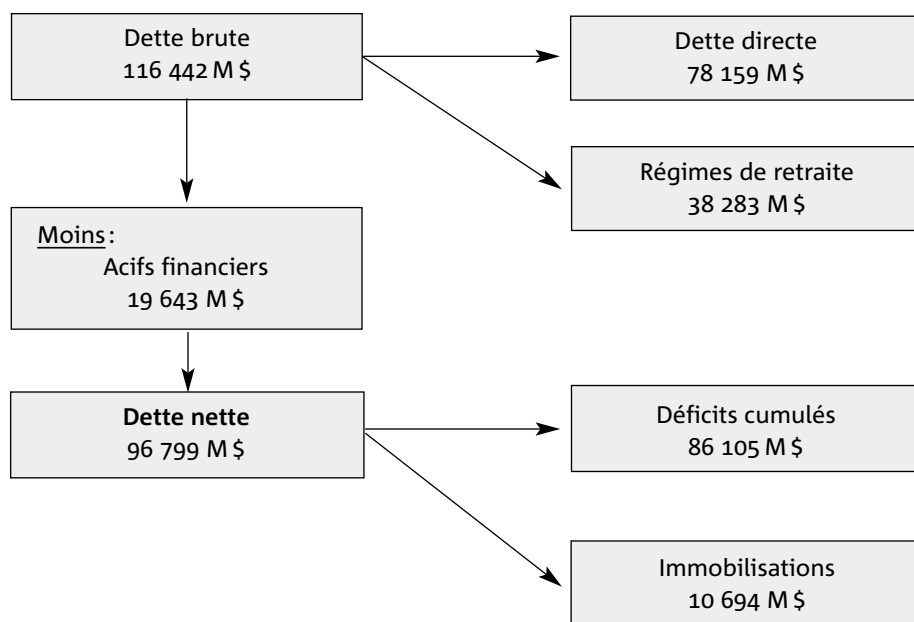 Dette brute
116 442 M $
Dette directe
78 159 M $
Régimes de retraite
38 283 M $
Moins :
Acifs financiers
19 643 M $
Dette nette
96 799 M $
Déficits cumulés
86 105 M $
Immobilisations
10 694 M $